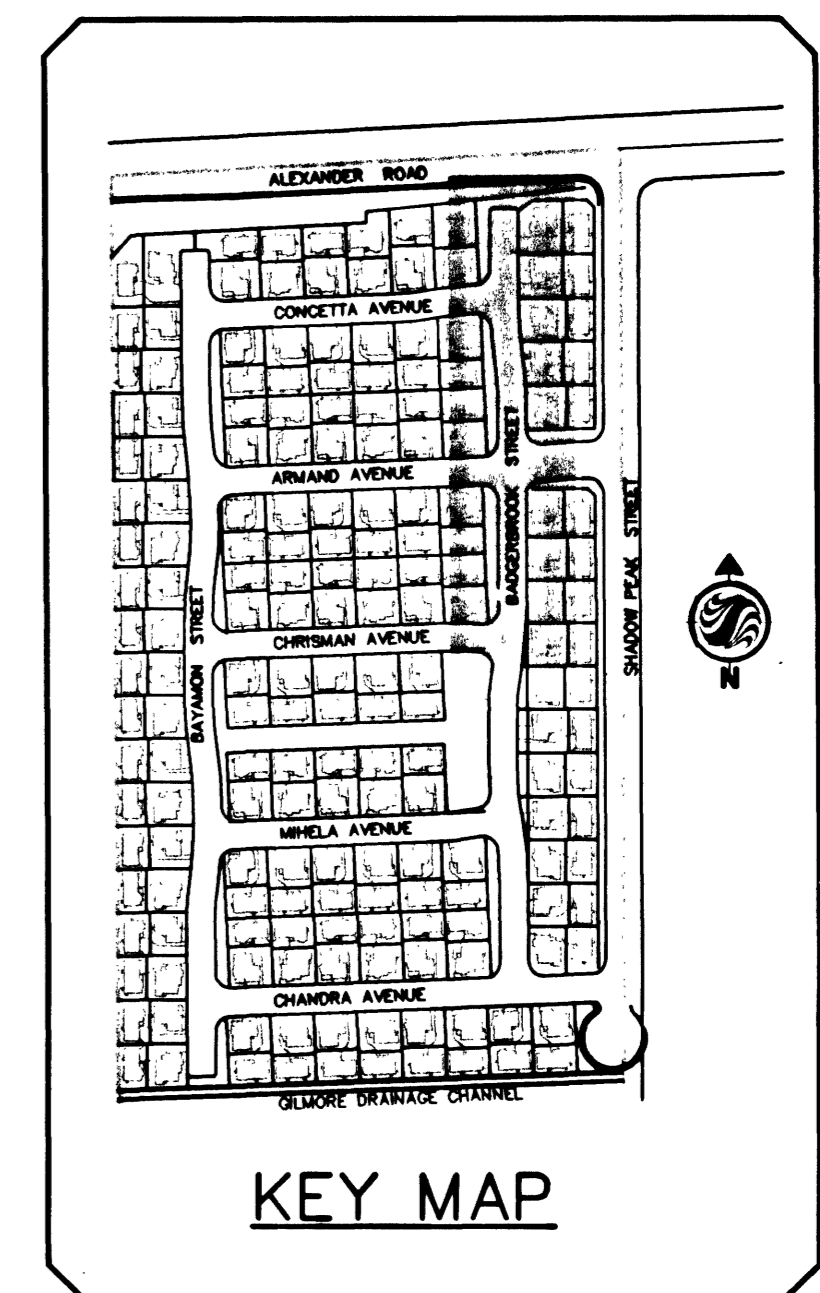 ALEXANDER ROAD
CONCETTA AVENUE
ARMAND AVENUE
BADGERBROOK STREET
SHADOW PEAK STREET
BAYAMON STREET
CHRISMAN AVENUE
N
MIHELA AVENUE
CHANDRA AVENUE
GILMORE DRAINAGE CHANNEL
KEY MAP